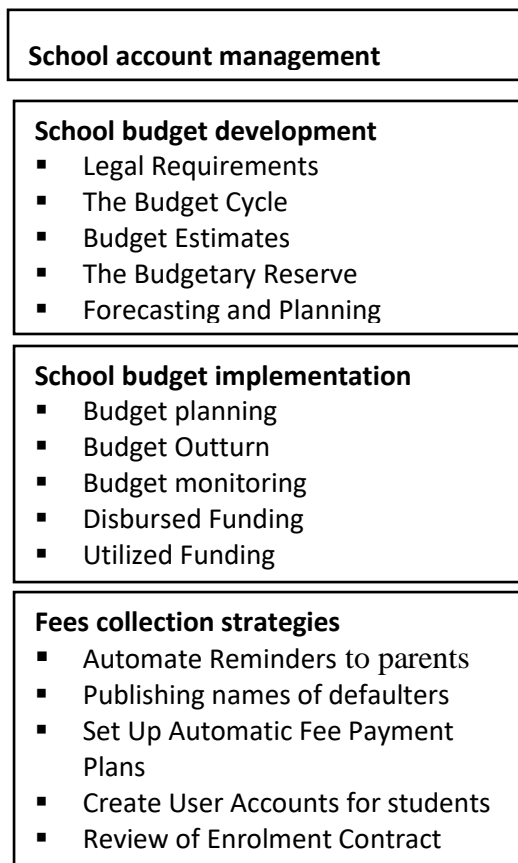 School account management
School budget development
▪ Legal Requirements
▪ The Budget Cycle
▪ Budget Estimates
▪ The Budgetary Reserve
▪ Forecasting and Planning
School budget implementation
▪ Budget planning
▪ Budget Outturn
▪ Budget monitoring
▪ Disbursed Funding
▪ Utilized Funding
Fees collection strategies
▪ Automate Reminders to parents
▪ Publishing names of defaulters
▪ Set Up Automatic Fee Payment
Plans
▪ Create User Accounts for students
▪ Review of Enrolment Contract